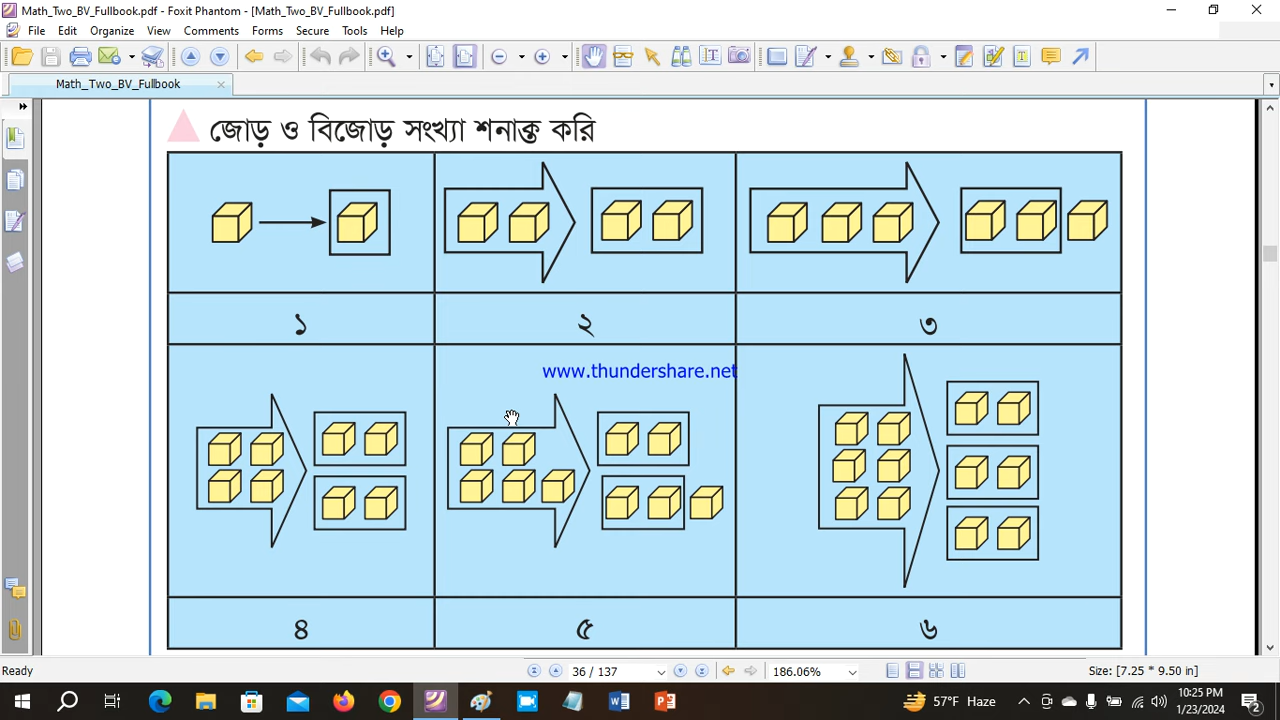 Math_Two_BV_Fullbook.pdf - Foxit Phantom - [Math_Two_BV_Fullbook.pdf]
File Edit Organize View Comments Forms Secure Tools Help
Math_Two_BV_Fullbook
জোড় ও বিজোড় সংখ্যা শনাক্ত করি
১ ২ ৩
www.thundershare.net
৪ ৫ ৬
Ready 36 / 137 186.06% Size: [7.25 * 9.50 in]
57°F Haze 10:25 PM
1/23/2024 2